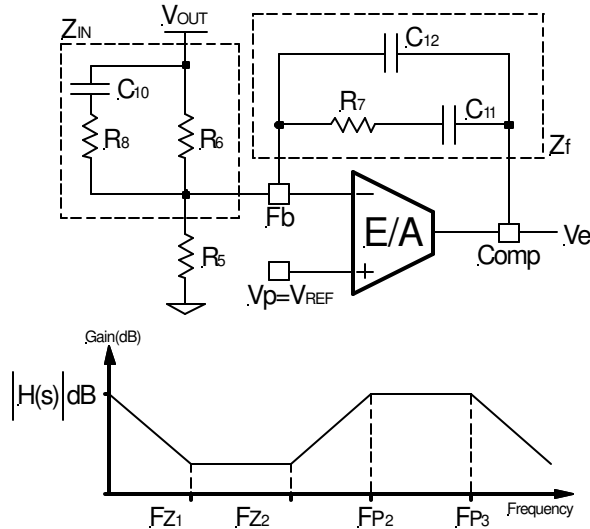 VOUT
ZIN
C12
C10
R7
C11
R8
R6
Zf
Fb
E/A
Ve
R5
Comp
Vp=VREF
Gain(dB)
|H(s)|dB
FZ1
FZ2
FP2
FP3
Frequency